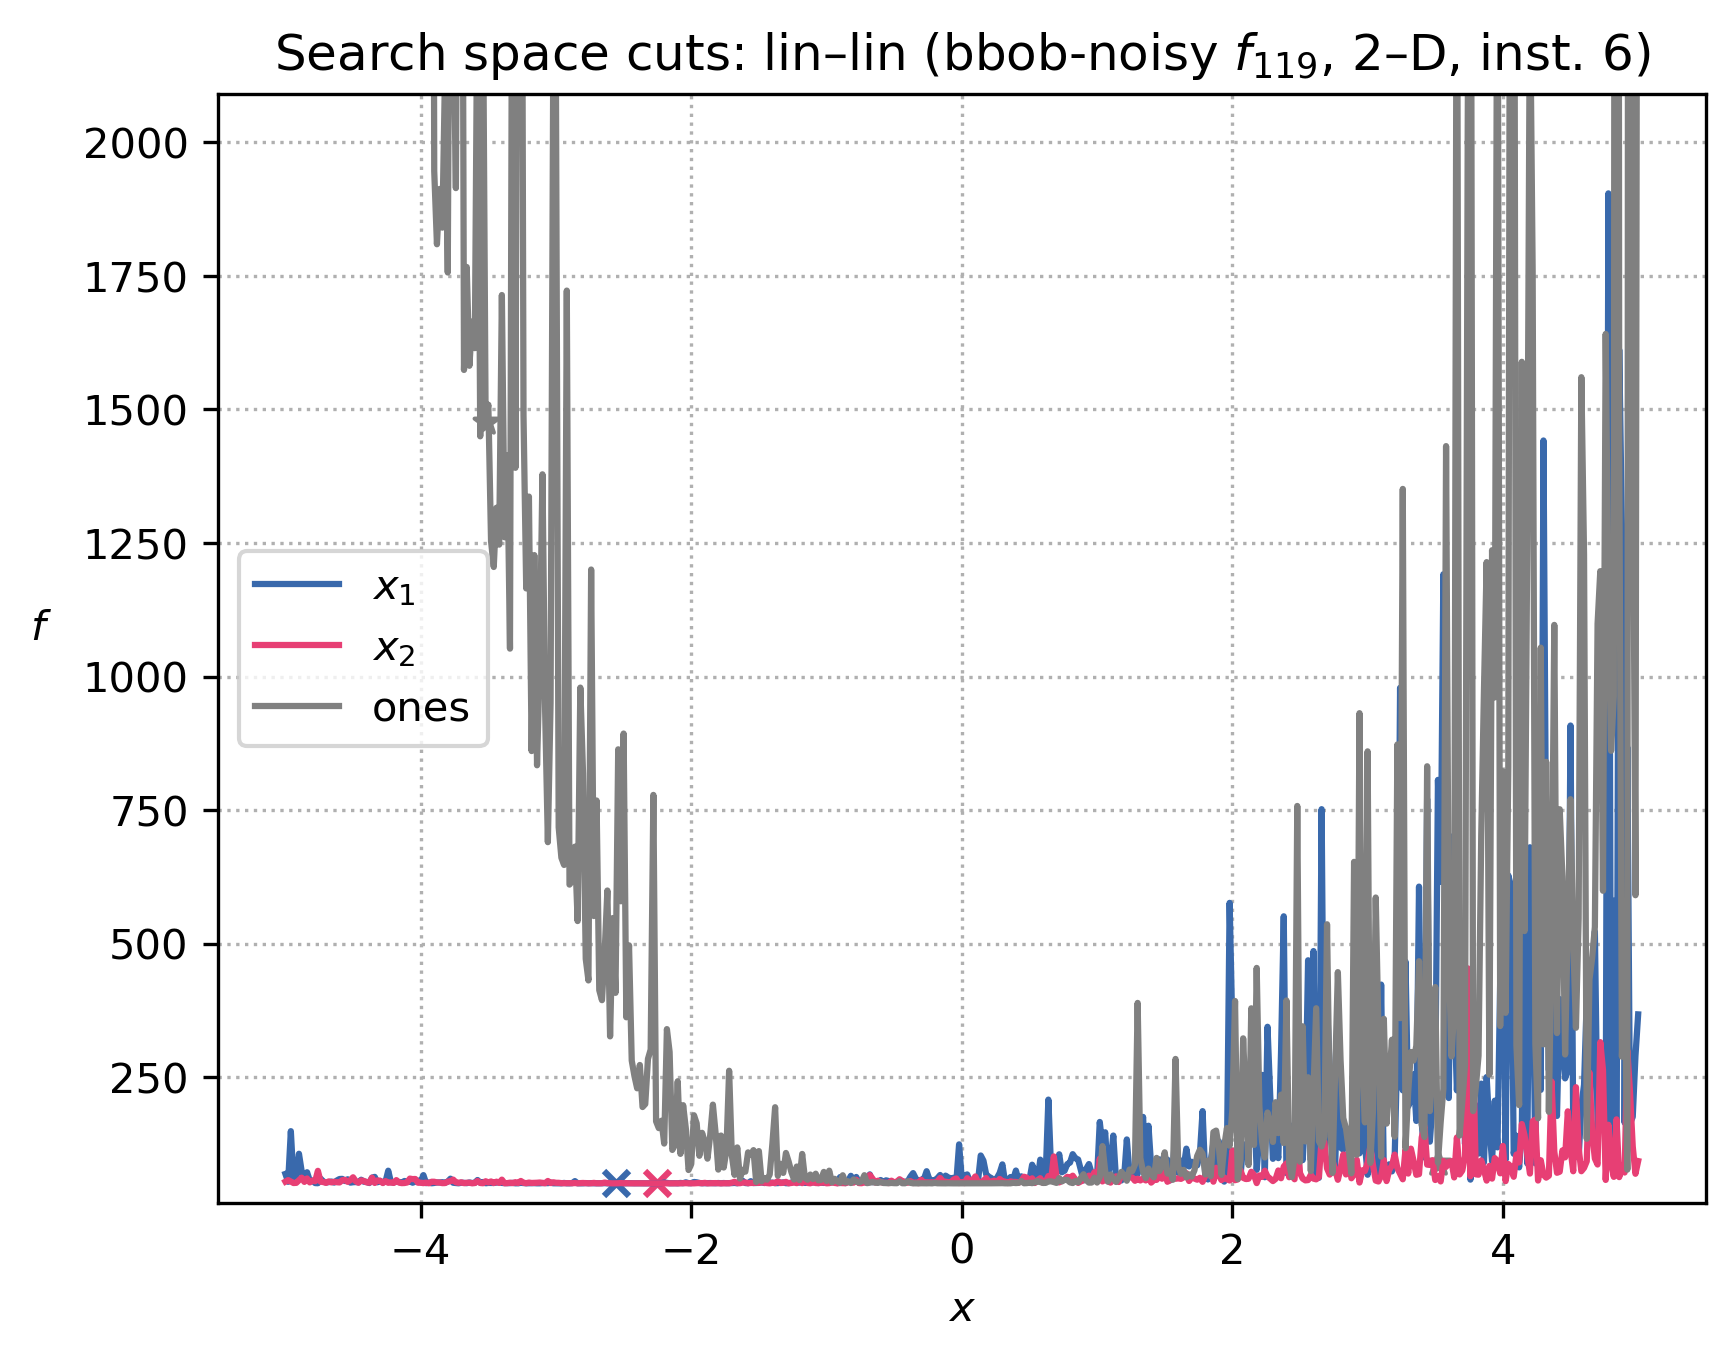 Search space cuts: lin–lin (bbob-noisy f₁₁₉, 2–D, inst. 6)
2000
1750
1500
1250
1000
750
500
250
f
x₁
x₂
ones
−4 −2 0 2 4
x